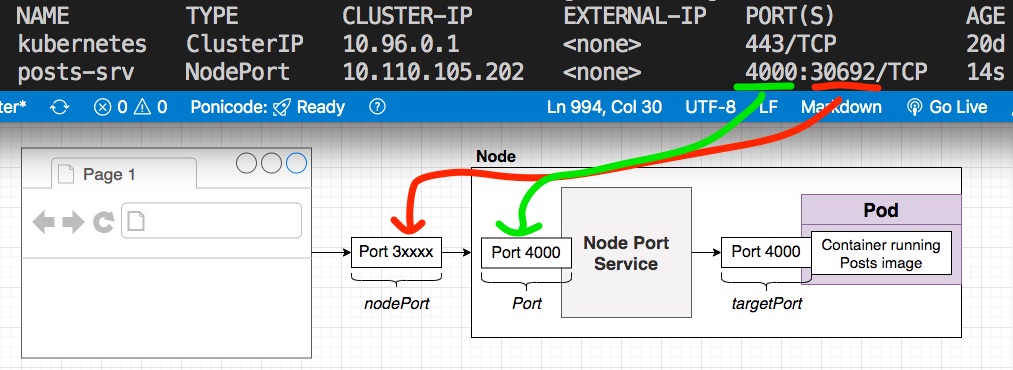 NAME TYPE CLUSTER-IP EXTERNAL-IP PORT(S) AGE
kubernetes ClusterIP 10.96.0.1 <none> 443/TCP 20d
posts-srv NodePort 10.110.105.202 <none> 4000:30692/TCP 14s
ter* 0 0 Ponicode: Ready Ln 994, Col 30 UTF-8 LF Markdown Go Live
Node
Page 1
Pod
Port 3xxxx
Port 4000
Node Port
Service
Port 4000
Container running
Posts image
nodePort
Port
targetPort